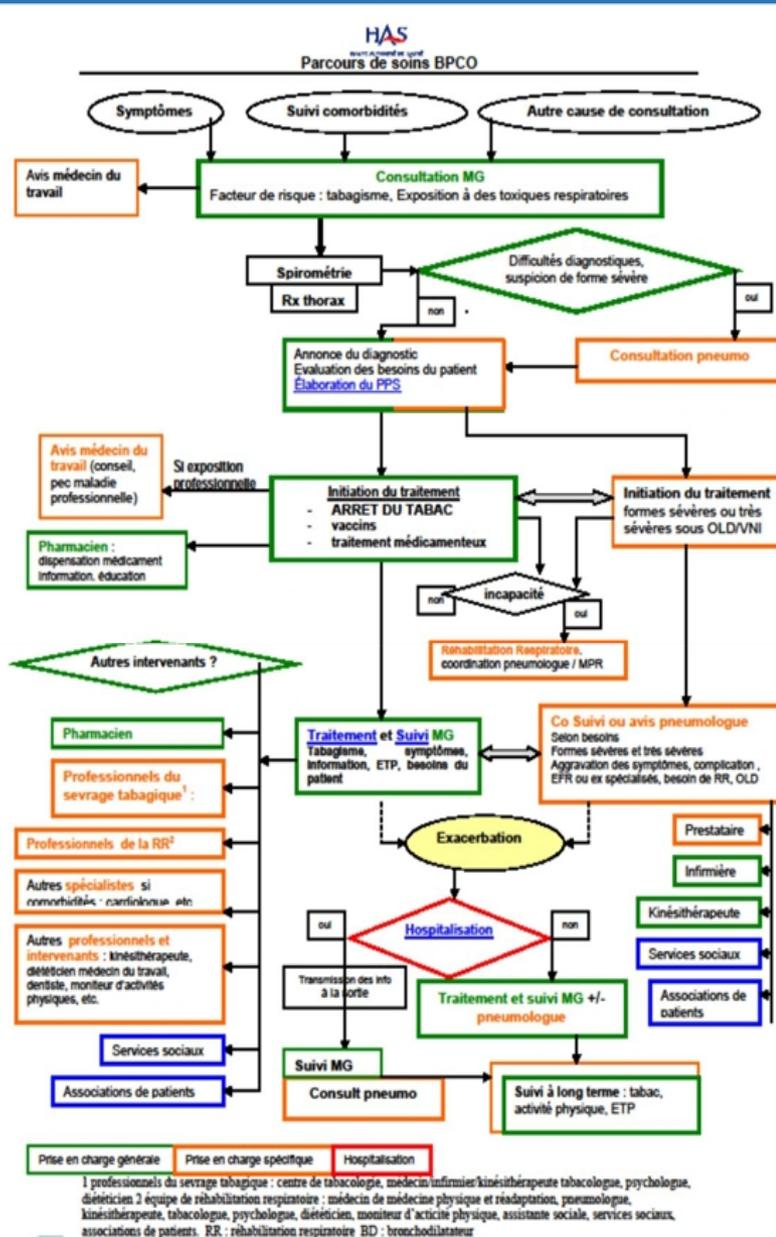 HAS
Parcours de soins BPCO
Symptômes
Suivi comorbidités
Autre cause de consultation
Avis médecin du
travail
Consultation MG
Facteur de risque : tabagisme, Exposition à des toxiques respiratoires
Spirométrie
Rx thorax
Difficultés diagnostiques,
suspicion de forme sévère
non
oui
Annonce du diagnostic
Evaluation des besoins du patient
Élaboration du PPS
Consultation pneumo
Avis médecin du
travail (conseil,
pec maladie
professionnelle)
Si exposition
professionnelle
Initiation du traitement
- ARRET DU TABAC
- vaccins
- traitement médicamenteux
Initiation du traitement
formes sévères ou très
sévères sous OLD/VNI
Pharmacien :
dispensation médicament
Information. éducation
non
incapacité
oui
Réhabilitation Respiratoire.
coordination pneumologue / MPR
Autres intervenants ?
Pharmacien
Professionnels du
sevrage tabagique1 :
Professionnels de la RR2
Autres spécialistes si
comorbidités : cardiologue, etc
Autres professionnels et
intervenants : kinésithérapeute,
diététicien médecin du travail,
dentiste, moniteur d'activités
physiques, etc.
Services sociaux
Associations de patients
Traitement et Suivi MG
Tabagisme, symptômes,
Information, ETP, besoins du
patient
Co Suivi ou avis pneumologue
Selon besoins
Formes sévères et très sévères
Aggravation des symptômes, complication ,
EFR ou ex spécialisés, besoin de RR, OLD
Exacerbation
Prestataire
Infirmière
Kinésithérapeute
Services sociaux
Associations de
patients
oui
Hospitalisation
non
Transmission des info
à la sortie
Traitement et suivi MG +/-
pneumologue
Suivi MG
Consult pneumo
Suivi à long terme : tabac,
activité physique, ETP
Prise en charge générale
Prise en charge spécifique
Hospitalisation
1 professionnels du sevrage tabagique : centre de tabacologie, médecin/infirmier/kinésithérapeute tabacologue, psychologue,
diététicien 2 équipe de réhabilitation respiratoire : médecin de médecine physique et réadaptation, pneumologue,
kinésithérapeute, tabacologue, psychologue, diététicien, moniteur d'acticité physique, assistante sociale, services sociaux,
associations de patients. RR : réhabilitation respiratoire BD : bronchodilatateur